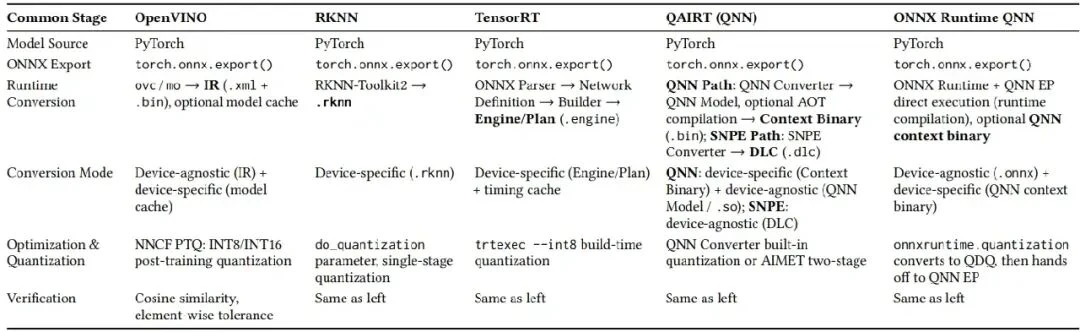 Common Stage OpenVINO RKNN TensorRT QAIRT (QNN) ONNX Runtime QNN
Model Source PyTorch PyTorch PyTorch PyTorch PyTorch
ONNX Export torch.onnx.export() torch.onnx.export() torch.onnx.export() torch.onnx.export() torch.onnx.export()
Runtime ovc/mo → IR (.xml + RKNN-Toolkit2 → ONNX Parser → Network QNN Path: QNN Converter → ONNX Runtime + QNN EP
Conversion .bin), optional model cache .rknn Definition → Builder → QNN Model, optional AOT direct execution (runtime
Engine/Plan (.engine) compilation → Context Binary compilation), optional QNN
(.bin); SNPE Path: SNPE context binary
Converter → DLC (.dlc)
Conversion Mode Device-agnostic (IR) + Device-specific (.rknn) Device-specific (Engine/Plan) QNN: device-specific (Context Device-agnostic (.onnx) +
device-specific (model + timing cache Binary) + device-agnostic (QNN device-specific (QNN context
cache) Model / .so); SNPE: binary)
device-agnostic (DLC)
Optimization & NNCF PTQ: INT8/INT16 do_quantization trtexec --int8 build-time QNN Converter built-in onnxruntime.quantization
Quantization post-training quantization parameter, single-stage quantization quantization or AIMET two-stage converts to QDQ, then hands
quantization off to QNN EP
Verification Cosine similarity, Same as left Same as left Same as left Same as left
element-wise tolerance